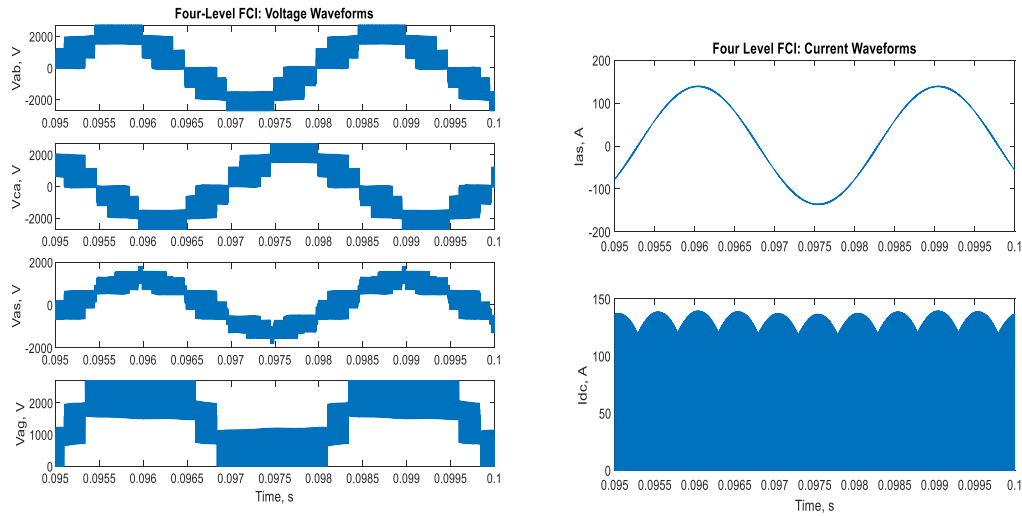 Four-Level FCI: Voltage Waveforms
2000
0
-2000
Vab, V
0.095 0.0955 0.096 0.0965 0.097 0.0975 0.098 0.0985 0.099 0.0995 0.1
2000
0
-2000
Vca, V
0.095 0.0955 0.096 0.0965 0.097 0.0975 0.098 0.0985 0.099 0.0995 0.1
2000
0
-2000
Vas, V
0.095 0.0955 0.096 0.0965 0.097 0.0975 0.098 0.0985 0.099 0.0995 0.1
2000
1000
0
Vag, V
0.095 0.0955 0.096 0.0965 0.097 0.0975 0.098 0.0985 0.099 0.0995 0.1
Time, s
Four Level FCI: Current Waveforms
200
100
0
-100
-200
Ias, A
0.095 0.0955 0.096 0.0965 0.097 0.0975 0.098 0.0985 0.099 0.0995 0.1
150
100
50
0
Idc, A
0.095 0.0955 0.096 0.0965 0.097 0.0975 0.098 0.0985 0.099 0.0995 0.1
Time, s